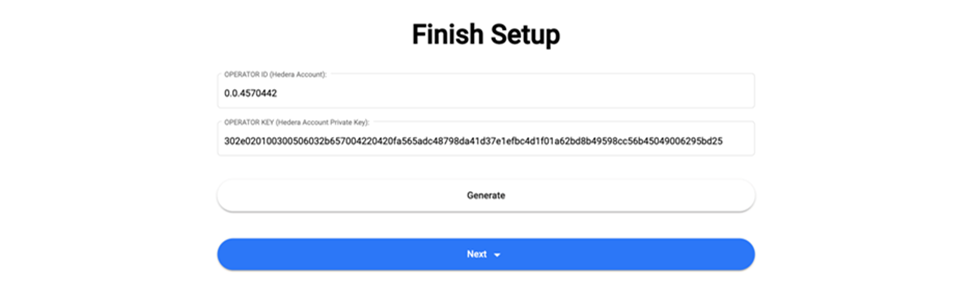 Finish Setup
OPERATOR ID (Hedera Account):
0.0.4570442
OPERATOR KEY (Hedera Account Private Key):
302e020100300506032b657004220420fa565adc48798da41d37e1efbc4d1f01a62bd8b49598cc56b45049006295bd25
Generate
Next